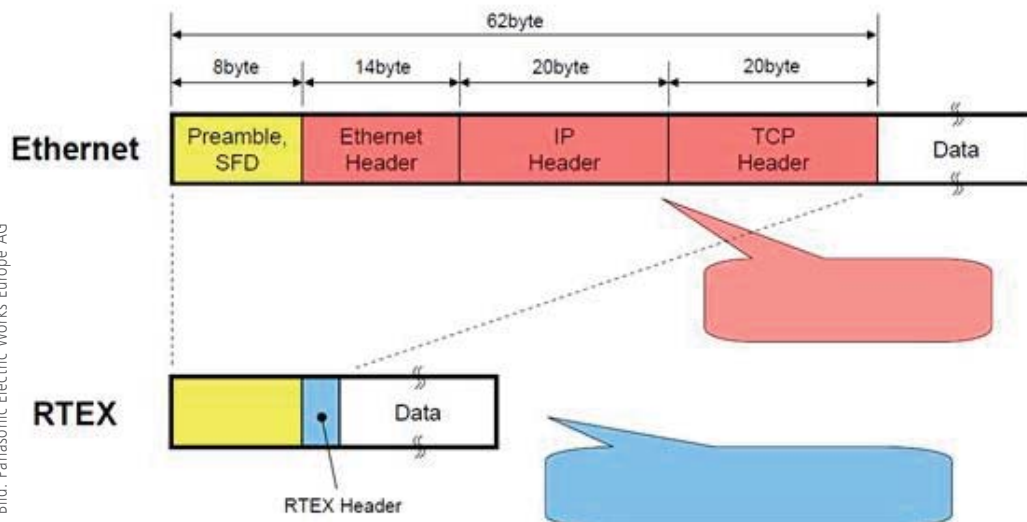 62byte
8byte
14byte
20byte
20byte
Ethernet
Preamble,
SFD
Ethernet
Header
IP
Header
TCP
Header
Data
RTEX
Data
RTEX Header
Bild: Panasonic Electric Works Europe AG